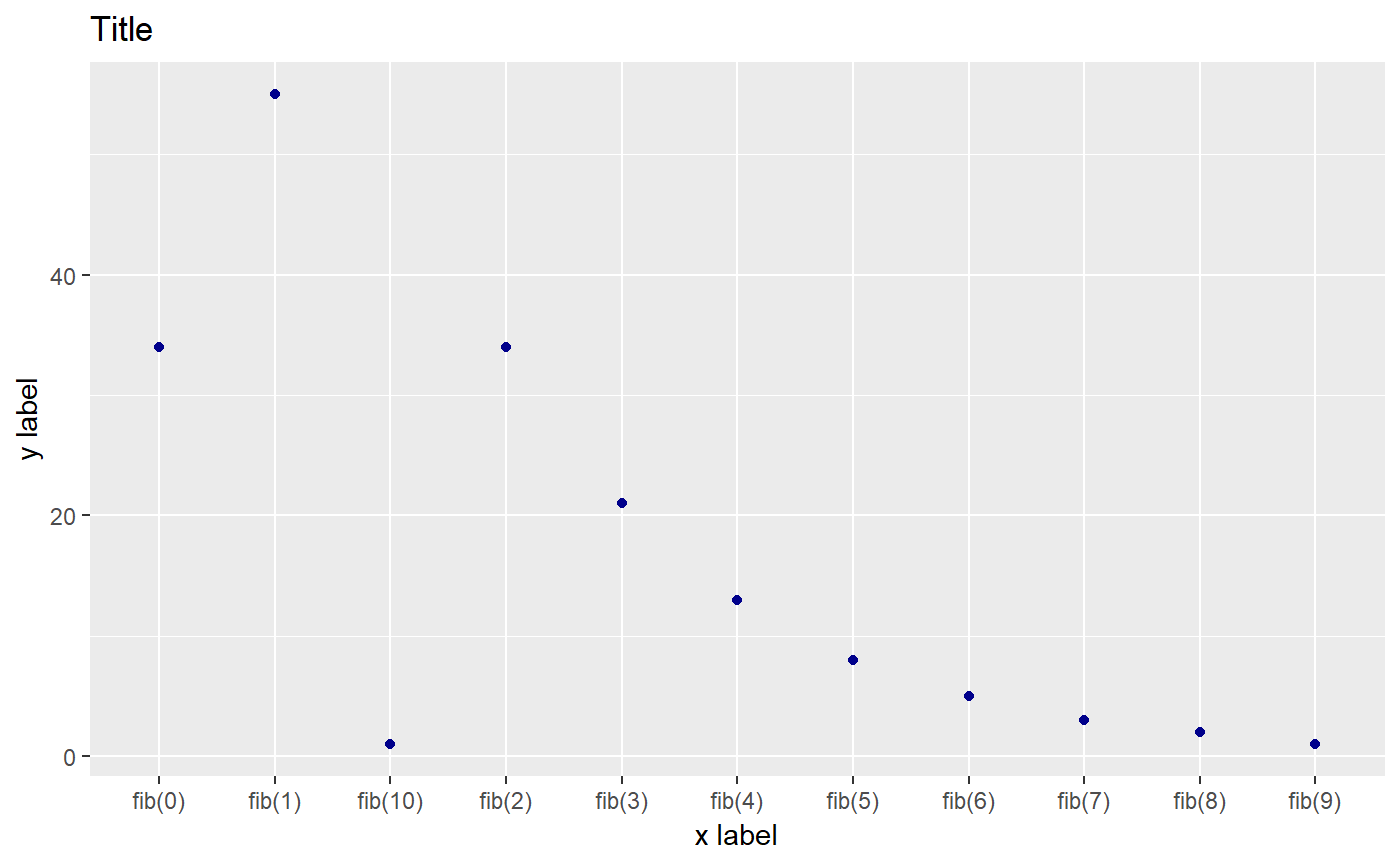 Title
y label
40
20
0
fib(0) fib(1) fib(10) fib(2) fib(3) fib(4) fib(5) fib(6) fib(7) fib(8) fib(9)
x label